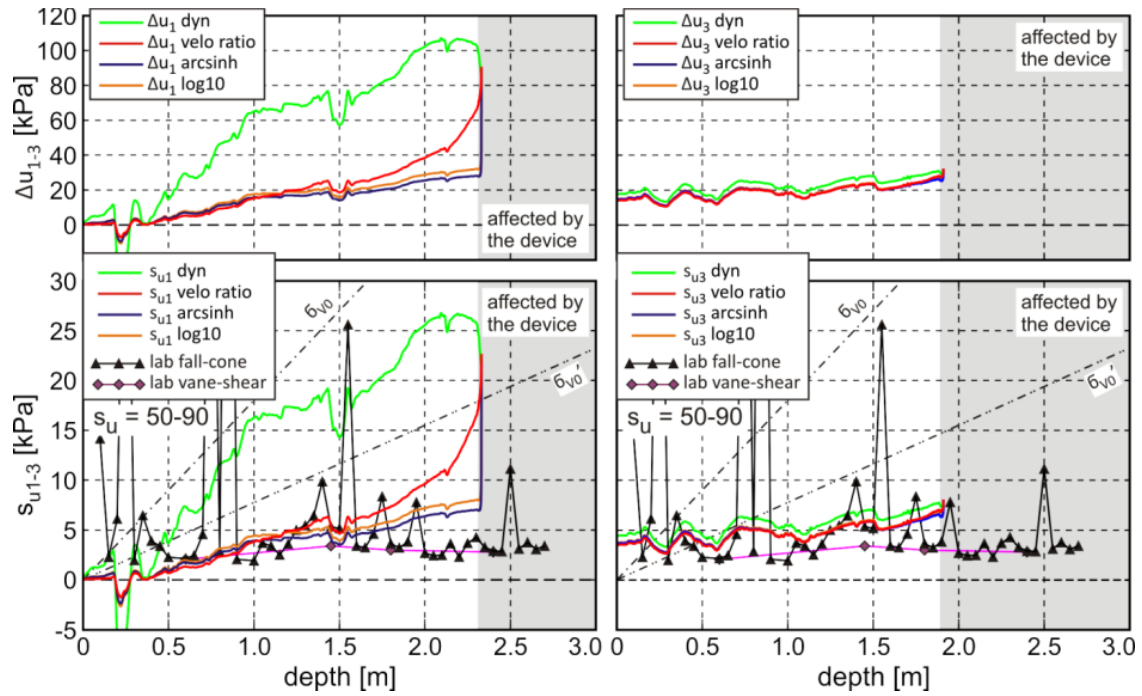 120
100
80
60
40
20
0
Δu1-3 [kPa]
Δu1 dyn
Δu1 velo ratio
Δu1 arcsinh
Δu1 log10
affected by
the device
Δu3 dyn
Δu3 velo ratio
Δu3 arcsinh
Δu3 log10
affected by
the device
30
25
20
15
10
5
0
-5
su1-3 [kPa]
su1 dyn
su1 velo ratio
su1 arcsinh
su1 log10
lab fall-cone
lab vane-shear
su = 50-90
σv0
σv0'
affected by
the device
su3 dyn
su3 velo ratio
su3 arcsinh
su3 log10
lab fall-cone
lab vane-shear
su = 50-90
σv0
σv0'
affected by
the device
0 0.5 1.0 1.5 2.0 2.5 3.0
depth [m]
0 0.5 1.0 1.5 2.0 2.5 3.0
depth [m]